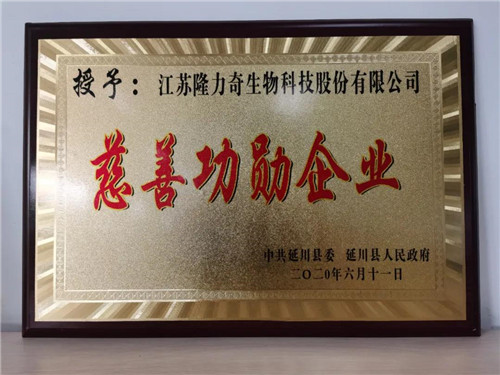 授予：江苏隆力奇生物科技股份有限公司
慈善功勋企业
中共延川县委 延川县人民政府
二〇二〇年六月十一日